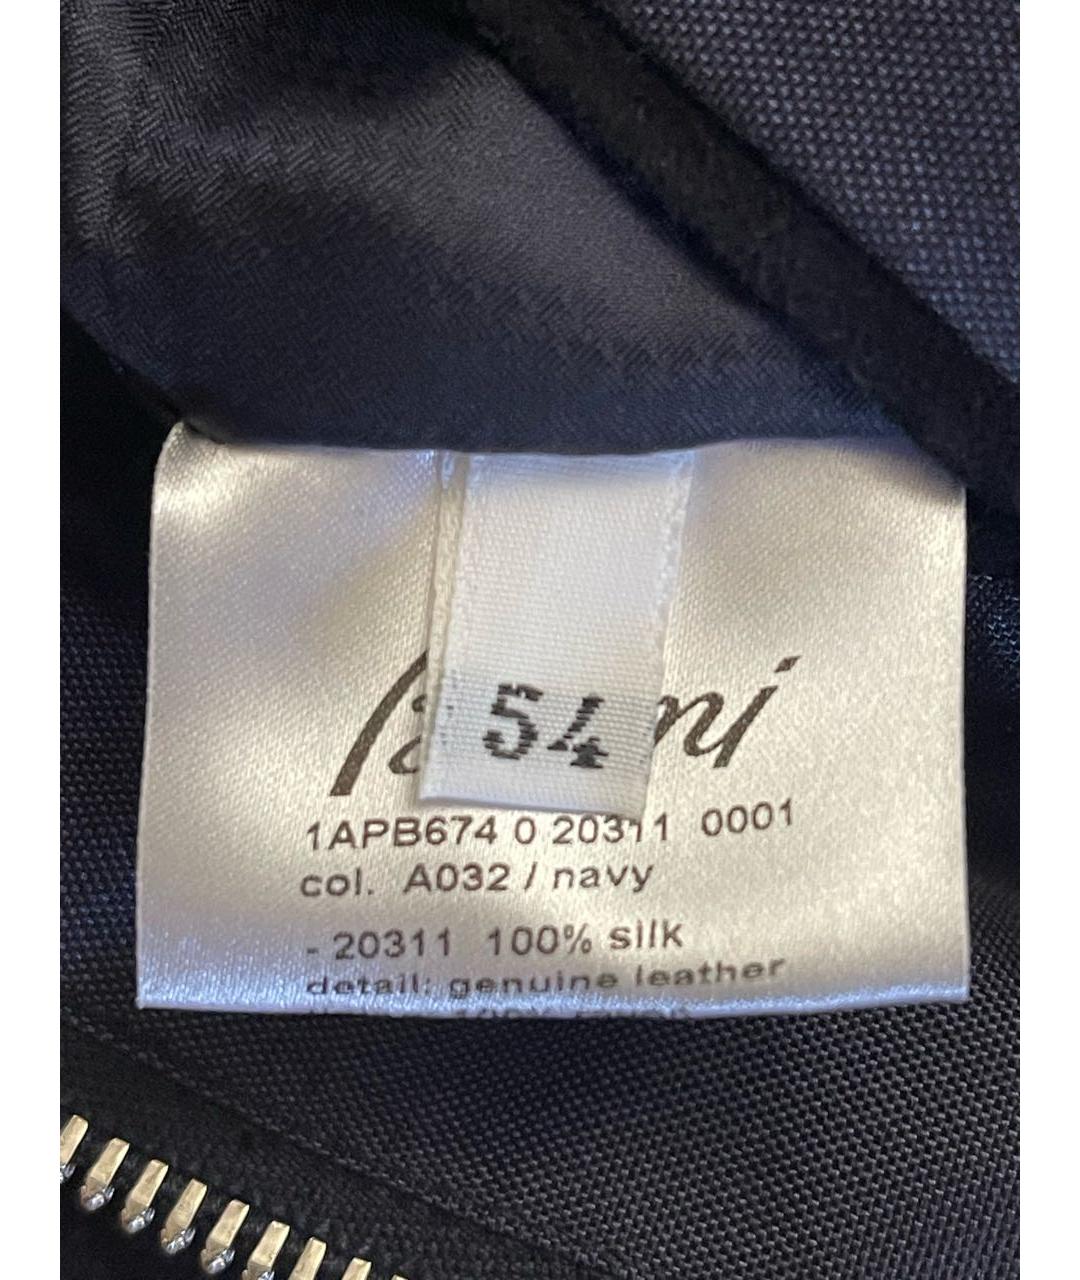 54
1APB674 0 20311 0001
col. A032 / navy
- 20311 100% silk
detail: genuine leather